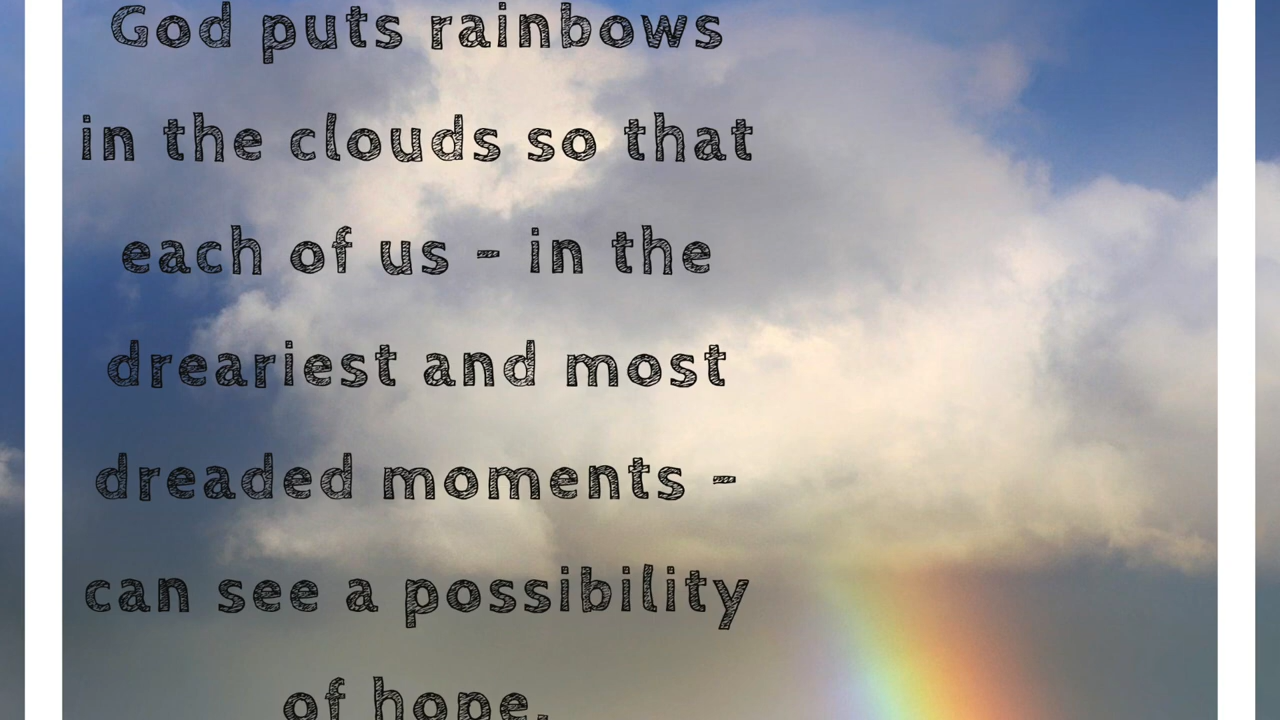 God puts rainbows
in the clouds so that
each of us - in the
dreariest and most
dreaded moments -
can see a possibility
of hope.